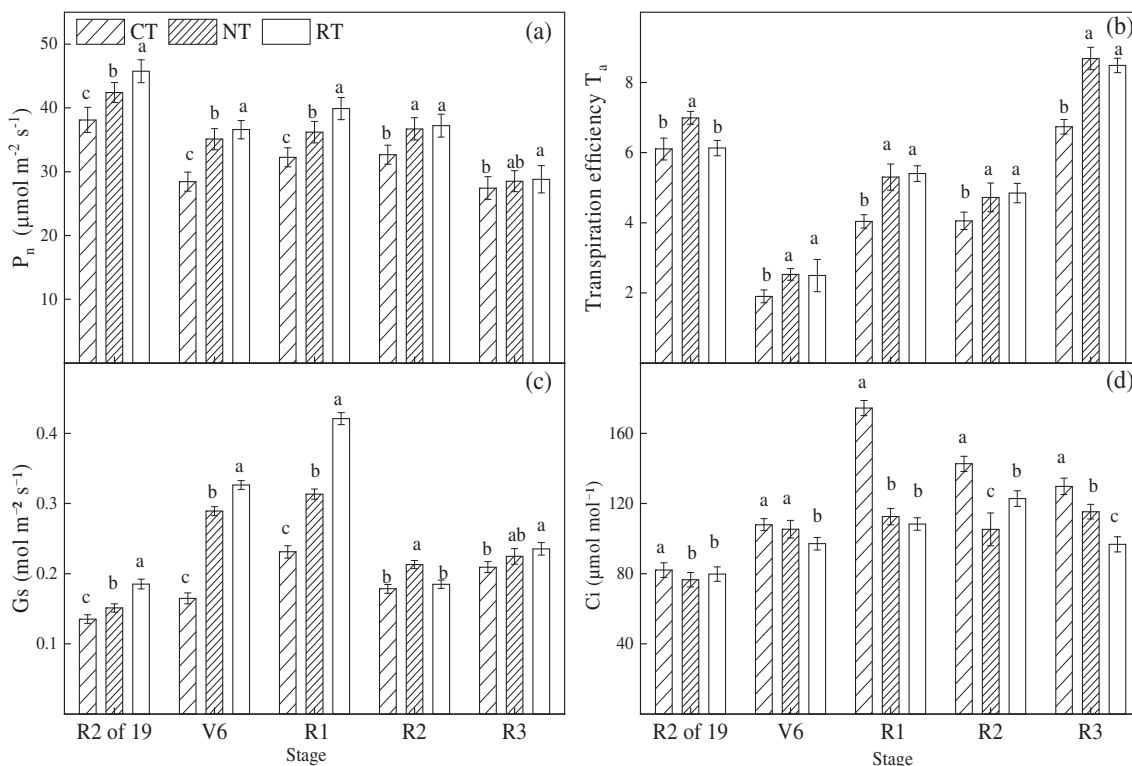 CT NT RT
(a)
50
40
30
20
10
Pn (µmol m-2 s-1)
c b a
c b a
c b a
b a a
b ab a
(b)
8
6
4
2
Transpiration efficiency Ta
b a b
b a a
b a a
b a a
b a a
(c)
0.4
0.3
0.2
0.1
Gs (mol m⁻² s⁻¹)
c b a
c b a
c b a
b a b
b ab a
R2 of 19 V6 R1 R2 R3
Stage
(d)
160
120
80
40
Ci (µmol mol⁻¹)
a b b
a a b
a b b
a c b
a b c
R2 of 19 V6 R1 R2 R3
Stage